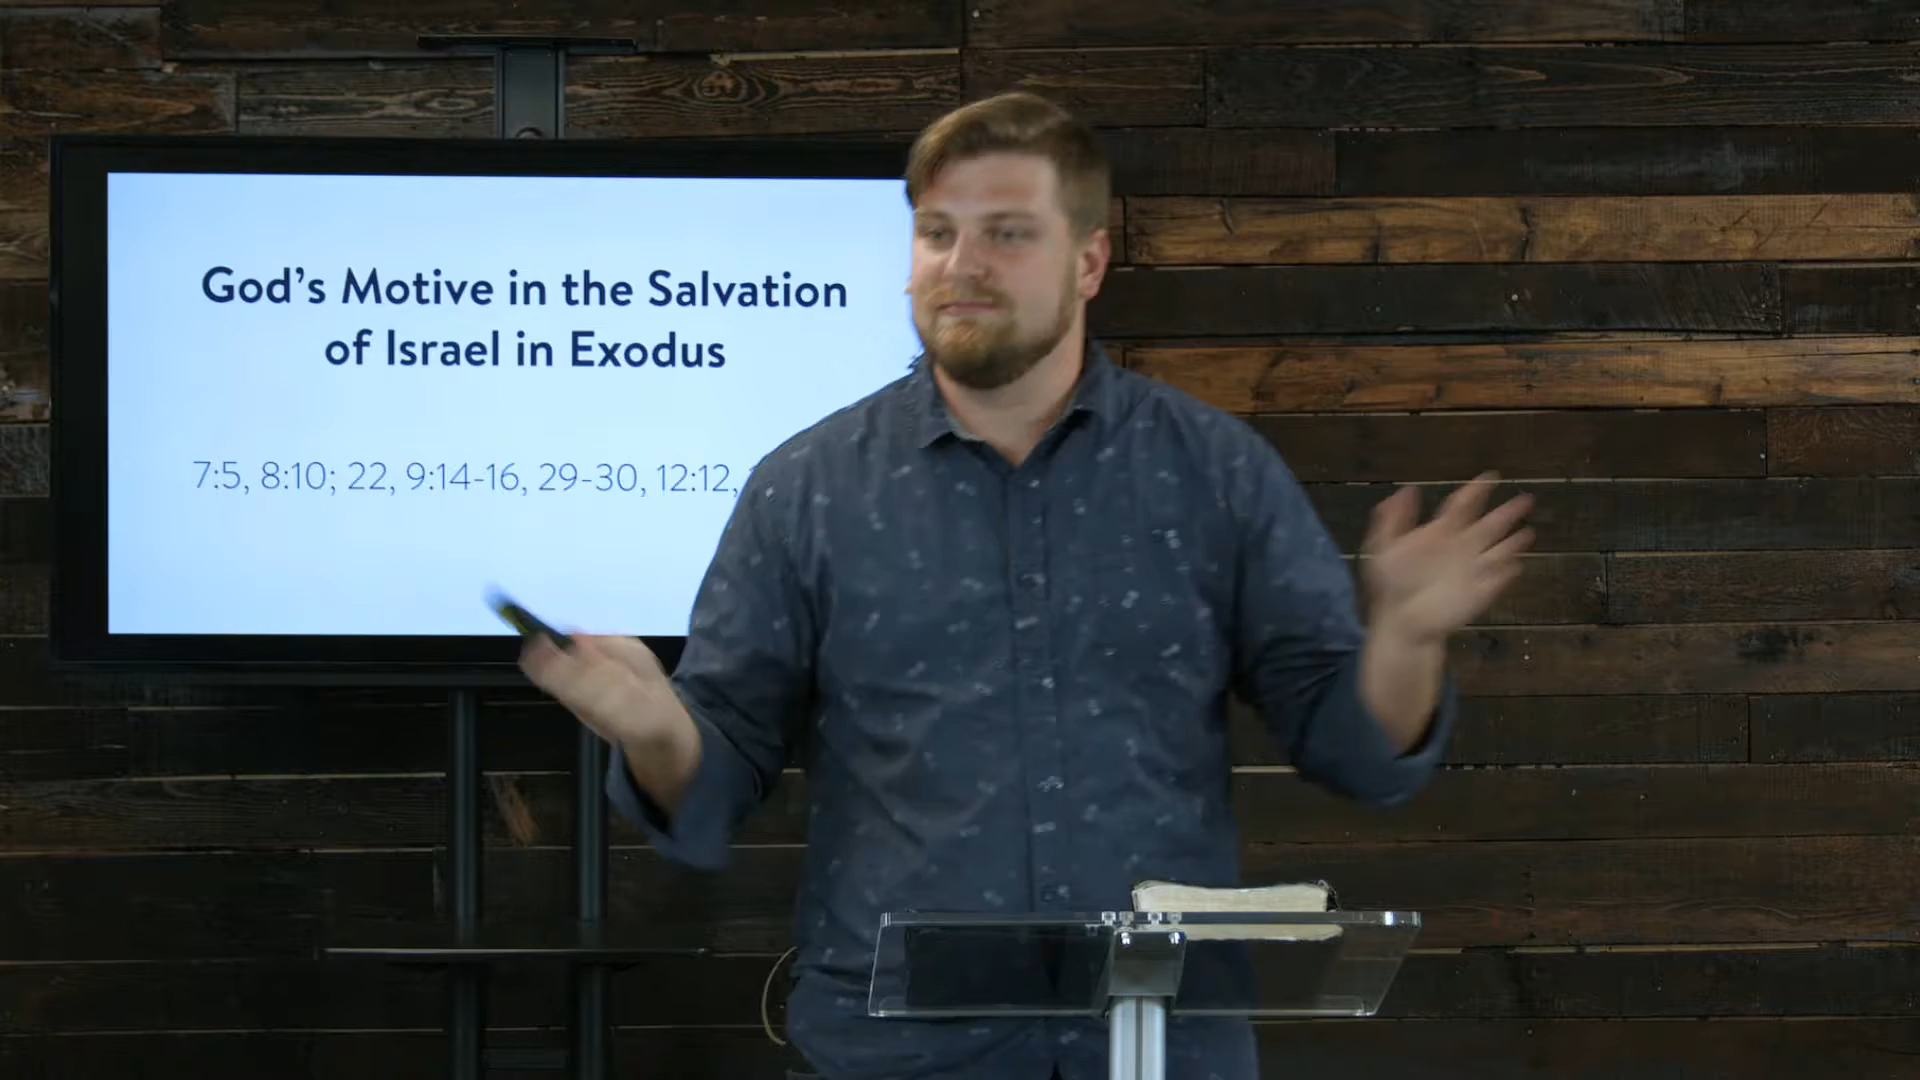 God’s Motive in the Salvation
of Israel in Exodus
7:5, 8:10; 22, 9:14-16, 29-30, 12:12,